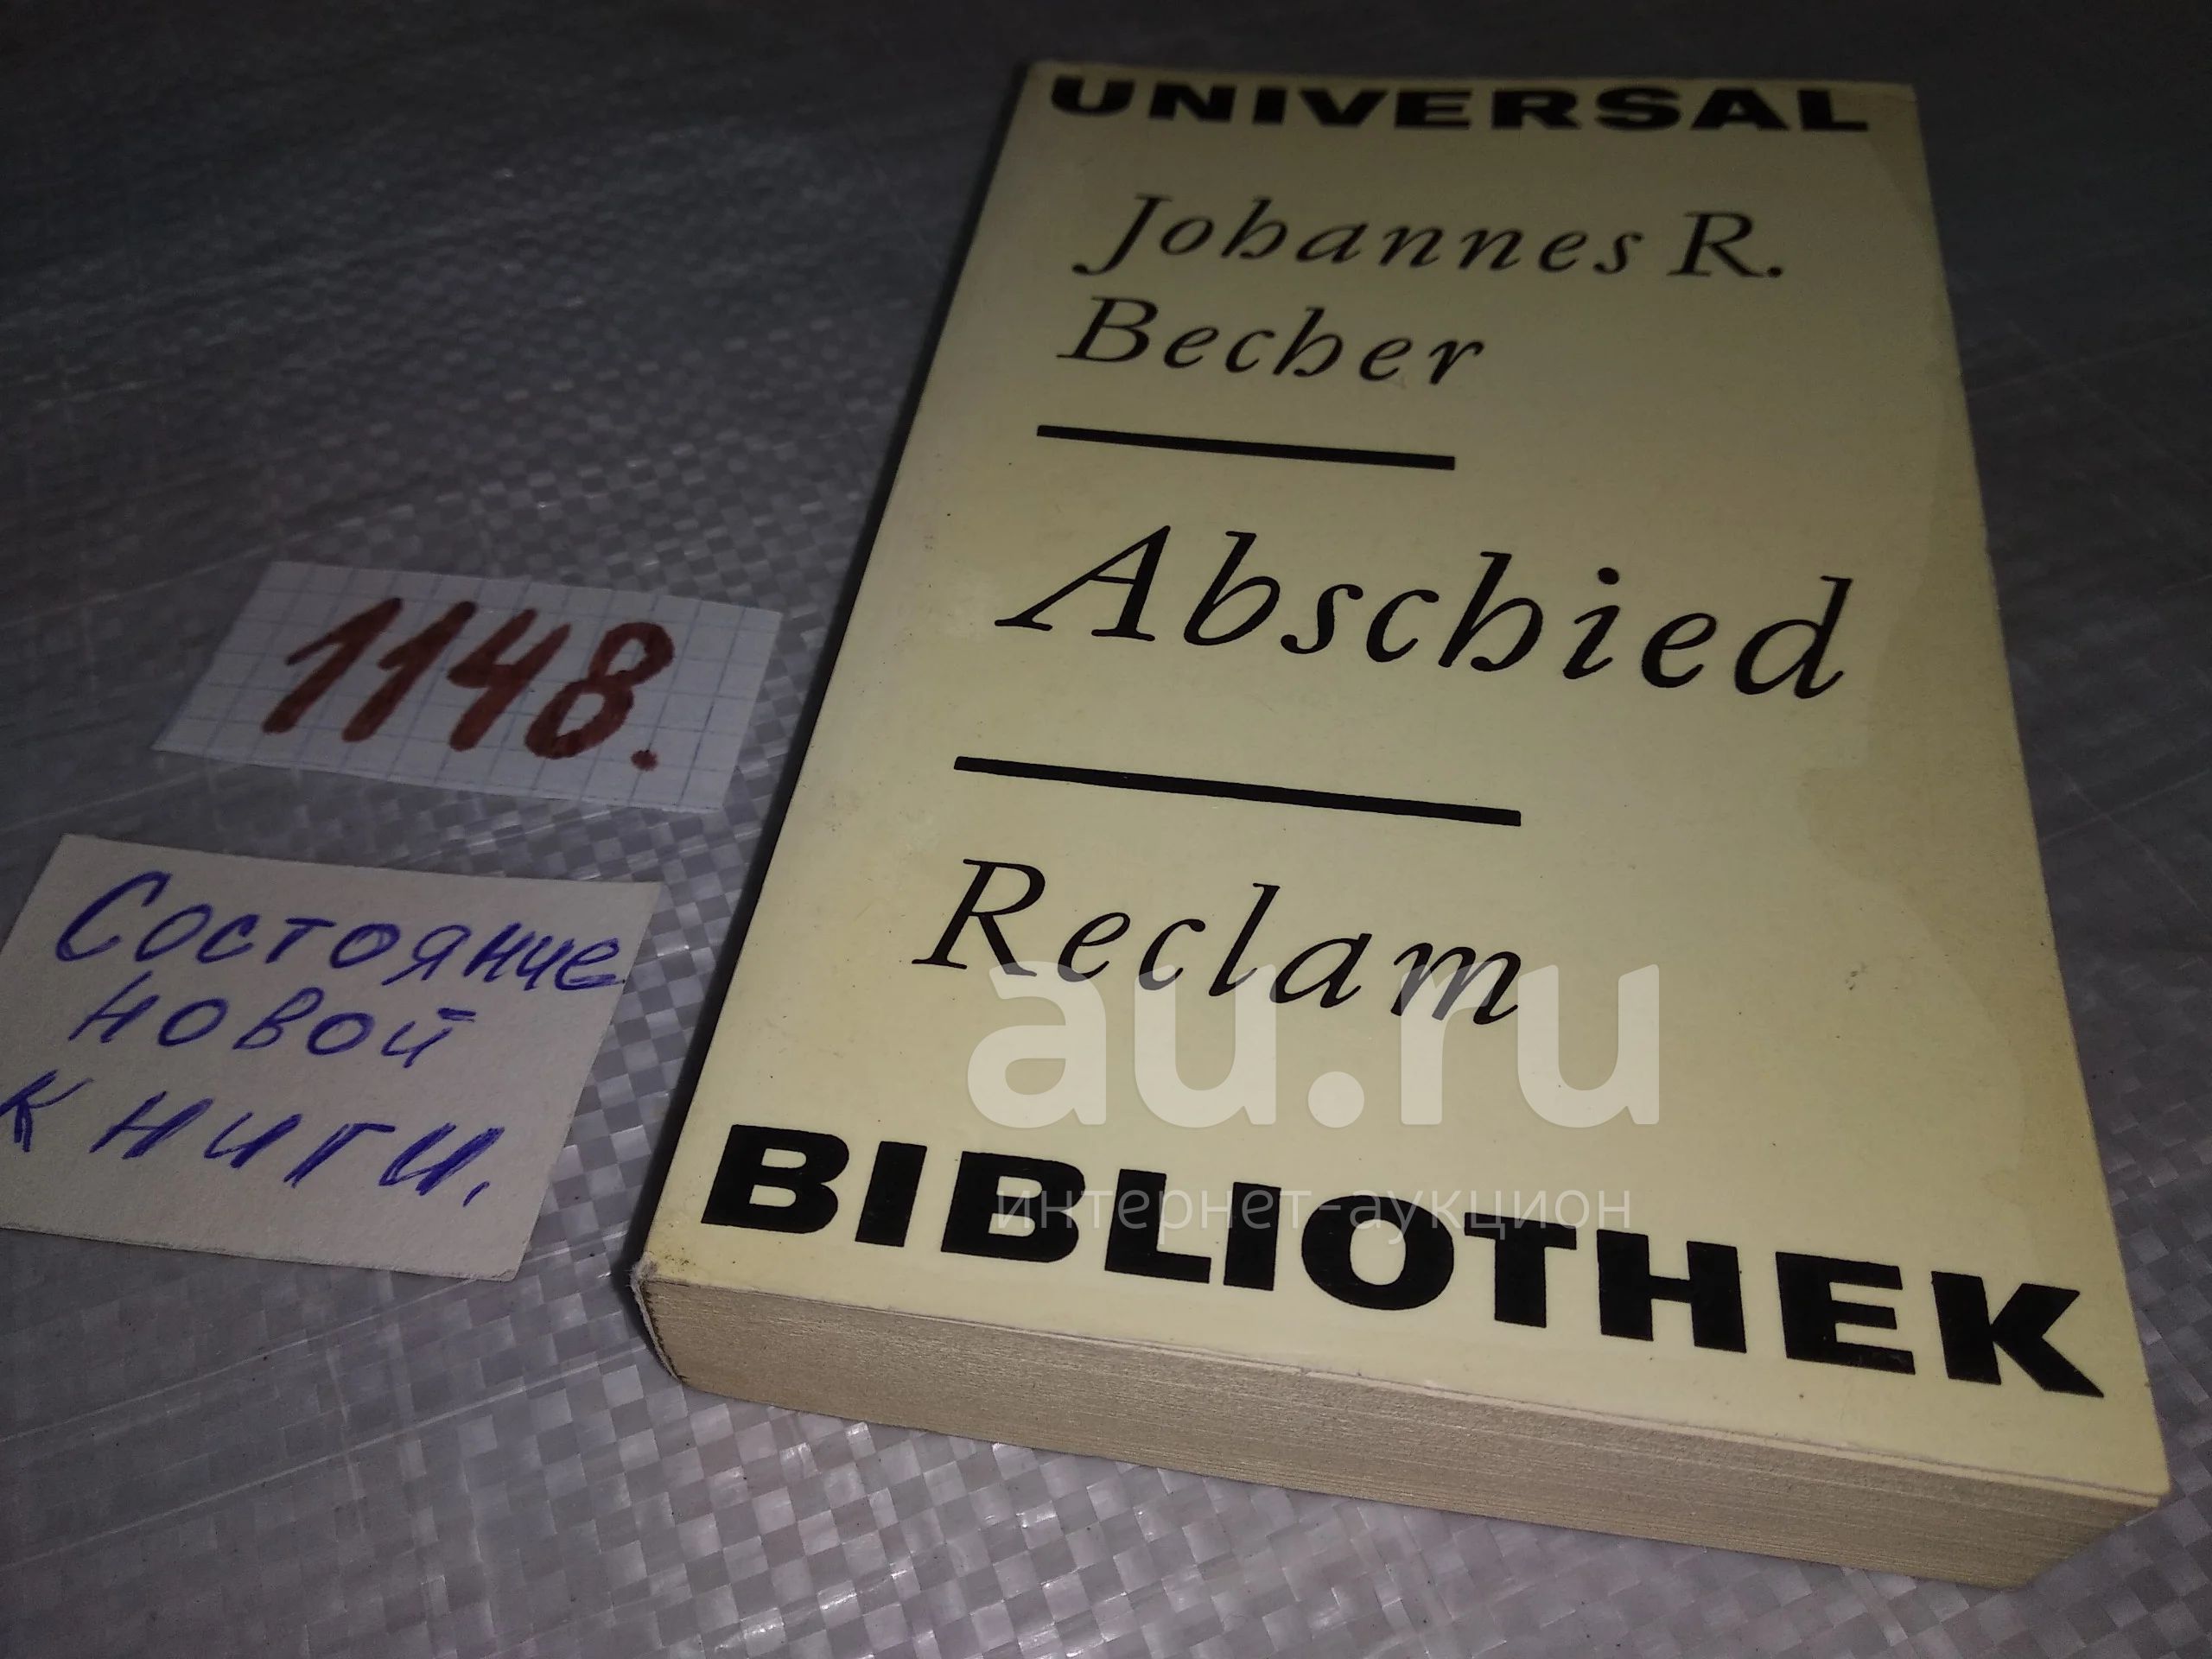 UNIVERSAL
Johannes R.
Becher
Abschied
Reclam
BIBLIOTHEK
1148.
Состояние
новой
книги.
au.ru
интернет-аукцион